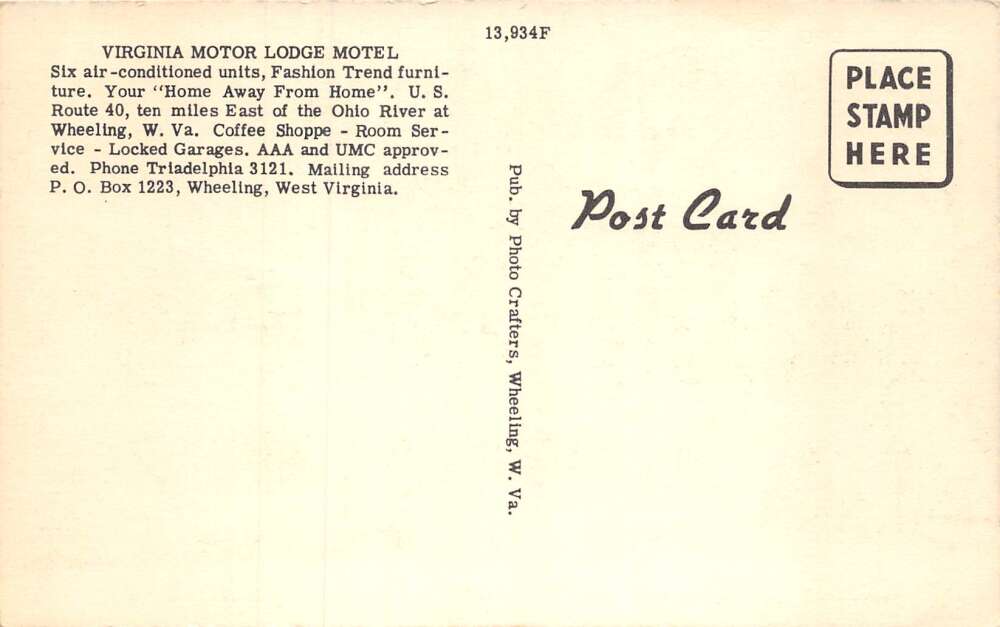 13,934F
VIRGINIA MOTOR LODGE MOTEL
Six air-conditioned units, Fashion Trend furni-
ture. Your "Home Away From Home". U. S.
Route 40, ten miles East of the Ohio River at
Wheeling, W. Va. Coffee Shoppe - Room Ser-
vice - Locked Garages. AAA and UMC approv-
ed. Phone Triadelphia 3121. Mailing address
P. O. Box 1223, Wheeling, West Virginia.
Pub. by Photo Crafters, Wheeling, W. Va.
Post Card
PLACE
STAMP
HERE